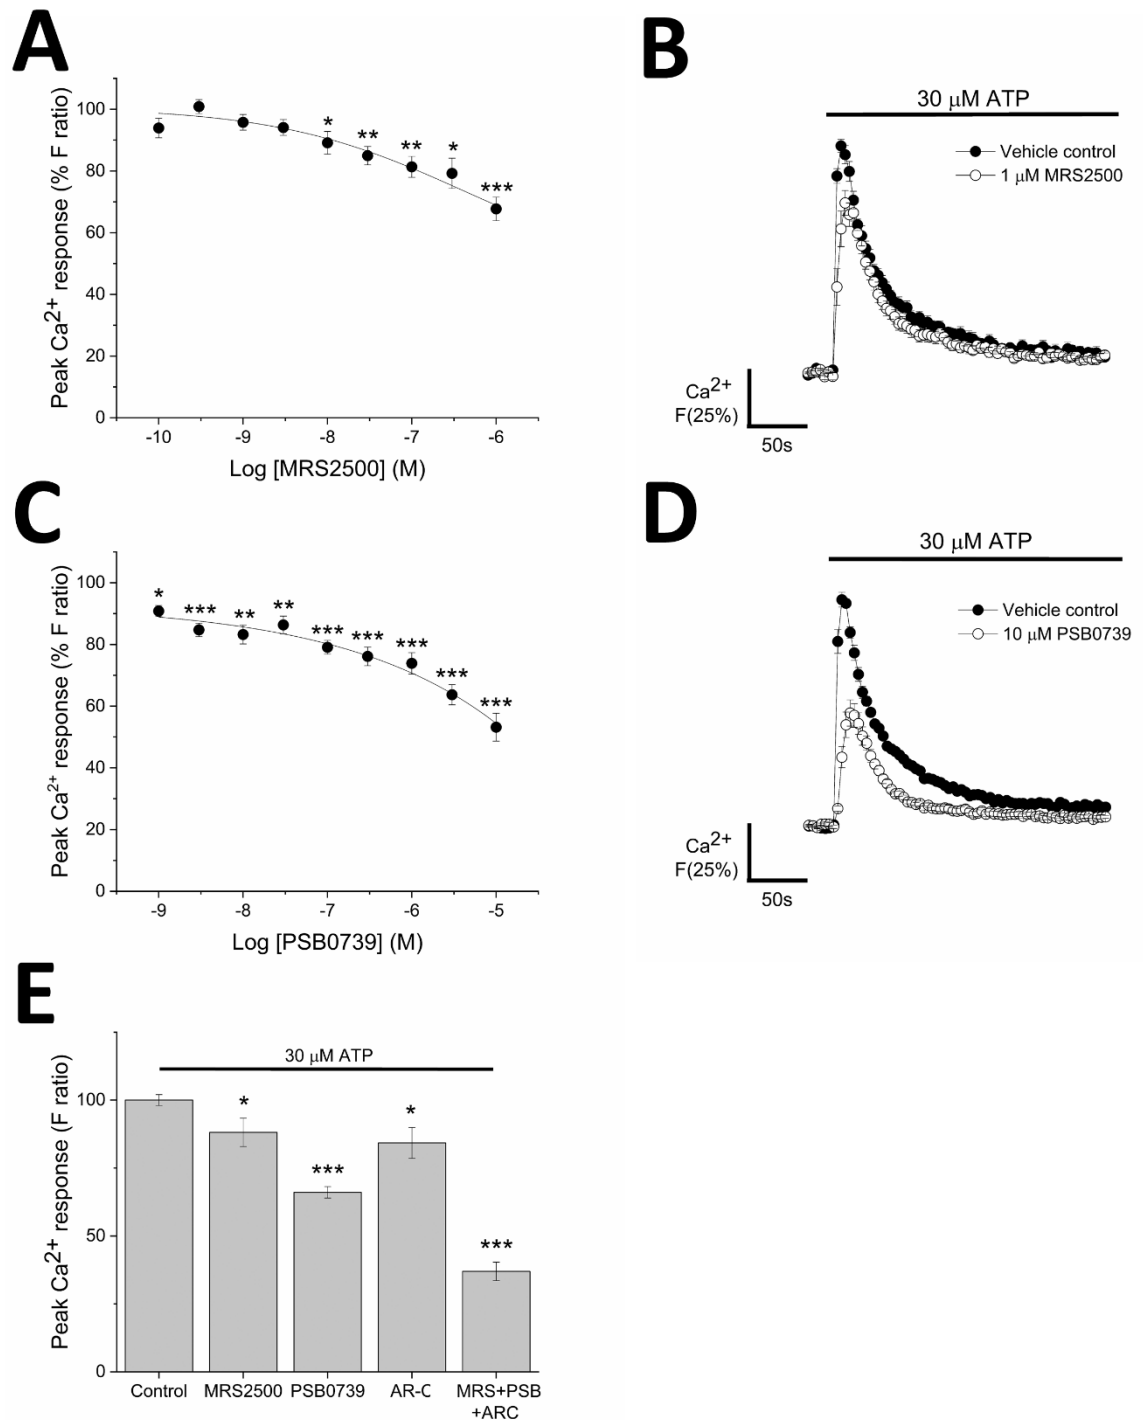 A
Peak Ca2+ response (% F ratio)
100
80
60
40
20
0
* ** ** * ***
-10 -9 -8 -7 -6
Log [MRS2500] (M)
B
30 μM ATP
Vehicle control
1 μM MRS2500
Ca2+
F(25%)
50s
C
Peak Ca2+ response (% F ratio)
100
80
60
40
20
0
* *** ** ** *** *** *** *** ***
-9 -8 -7 -6 -5
Log [PSB0739] (M)
D
30 μM ATP
Vehicle control
10 μM PSB0739
Ca2+
F(25%)
50s
E
Peak Ca2+ response (F ratio)
30 μM ATP
100
50
0
* *** * ***
Control MRS2500 PSB0739 AR-C MRS+PSB
+ARC